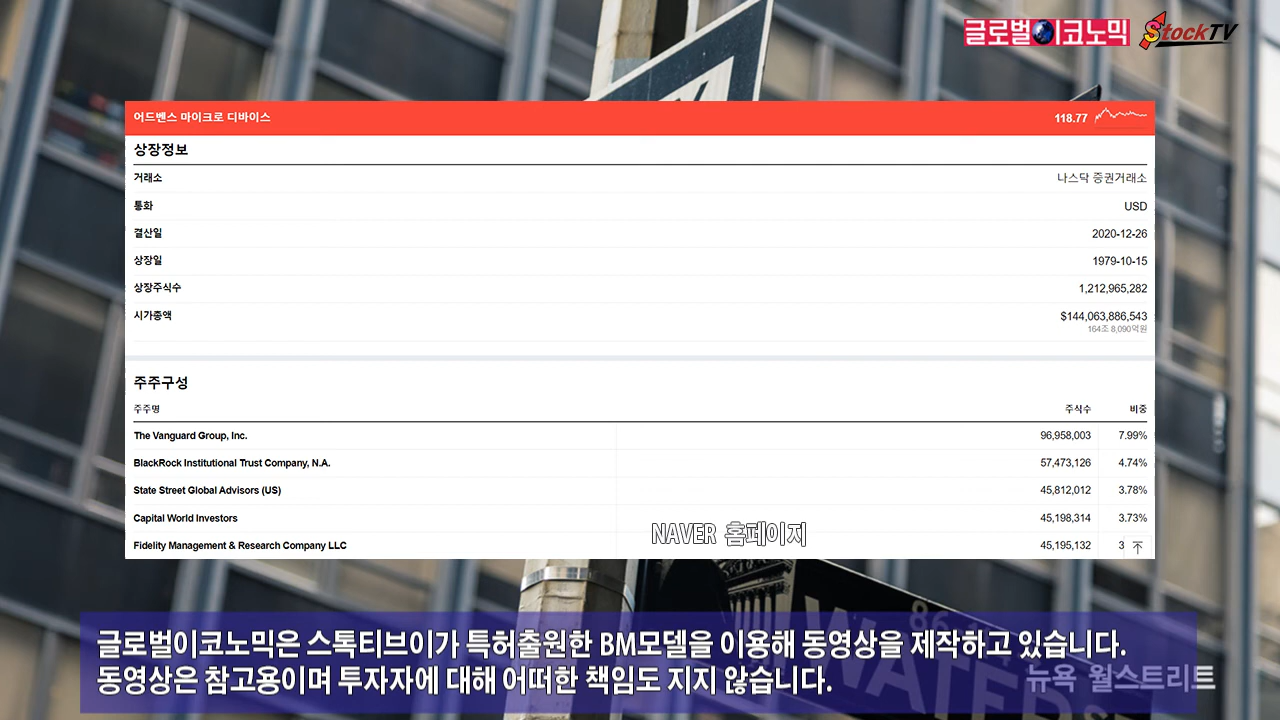 글로벌이코노믹 StockTV
어드밴스 마이크로 디바이스 118.77
상장정보
거래소 나스닥 증권거래소
통화 USD
결산일 2020-12-26
상장일 1979-10-15
상장주식수 1,212,965,282
시가총액 $144,063,886,543
164조 8,090억원
주주구성
주주명 주식수 비중
The Vanguard Group, Inc. 96,958,003 7.99%
BlackRock Institutional Trust Company, N.A. 57,473,126 4.74%
State Street Global Advisors (US) 45,812,012 3.78%
Capital World Investors 45,198,314 3.73%
Fidelity Management & Research Company LLC 45,195,132 3
NAVER 홈페이지
86
WATER
글로벌이코노믹은 스톡티브이가 특허출원한 BM모델을 이용해 동영상을 제작하고 있습니다.
동영상은 참고용이며 투자자에 대해 어떠한 책임도 지지 않습니다.
뉴욕 월스트리트